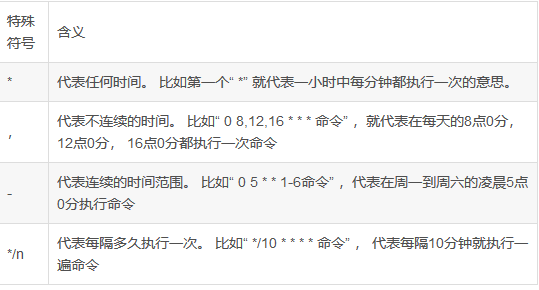 特殊
符号
含义
*
代表任何时间。 比如第一个“ *” 就代表一小时中每分钟都执行一次的意思。
,
代表不连续的时间。 比如“ 0 8,12,16 * * * 命令” ，就代表在每天的8点0分，
12点0分， 16点0分都执行一次命令
-
代表连续的时间范围。 比如“ 0 5 * * 1-6命令” ，代表在周一到周六的凌晨5点
0分执行命令
*/n
代表每隔多久执行一次。 比如“ */10 * * * * 命令” ， 代表每隔10分钟就执行一
遍命令